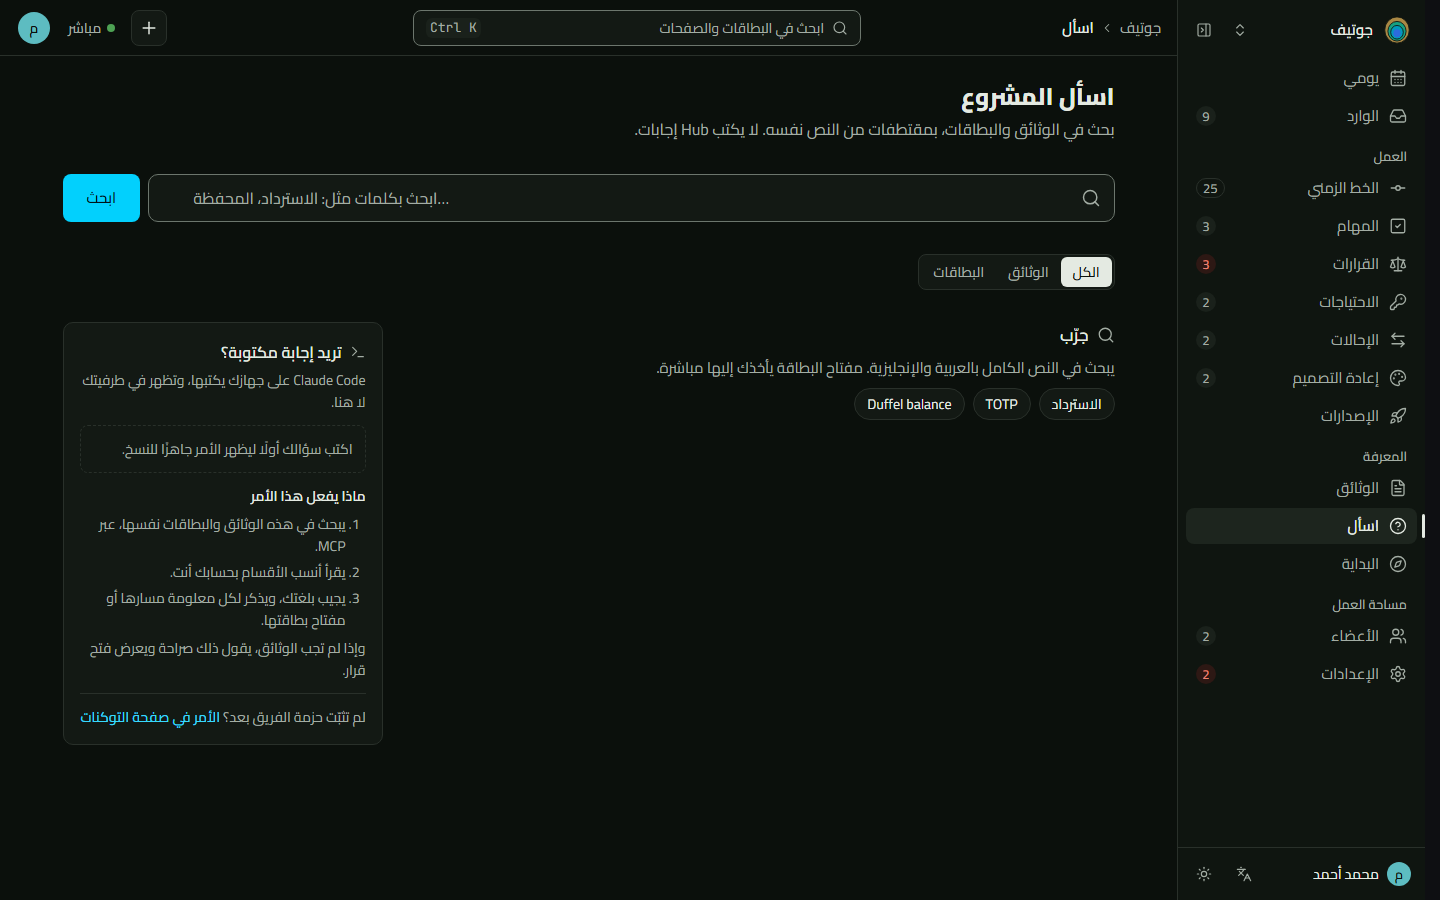 جوتيف
يومي
الوارد 9
العمل
الخط الزمني 25
المهام 3
القرارات 3
الاحتياجات 2
الإحالات 2
إعادة التصميم 2
الإصدارات
المعرفة
الوثائق
اسأل
البداية
مساحة العمل
الأعضاء 2
الإعدادات 2
محمد أحمد
م
جوتيف
اسأل
ابحث في البطاقات والصفحات
Ctrl K
مباشر
م
اسأل المشروع
بحث في الوثائق والبطاقات، بمقتطفات من النص نفسه. لا يكتب Hub إجابات.
ابحث بكلمات مثل: الاسترداد، المحفظة...
ابحث
الكل
الوثائق
البطاقات
جرّب
يبحث في النص الكامل بالعربية والإنجليزية. مفتاح البطاقة يأخذك إليها مباشرة.
الاسترداد
TOTP
Duffel balance
تريد إجابة مكتوبة؟
Claude Code على جهازك يكتبها، وتظهر في طرفيتك
لا هنا.
اكتب سؤالك أولًا ليظهر الأمر جاهزًا للنسخ.
ماذا يفعل هذا الأمر
1. يبحث في هذه الوثائق والبطاقات نفسها، عبر
MCP.
2. يقرأ أنسب الأقسام بحسابك أنت.
3. يجيب بلغتك، ويذكر لكل معلومة مسارها أو
مفتاح بطاقتها.
وإذا لم تجب الوثائق، يقول ذلك صراحة ويعرض فتح
قرار.
لم تثبّت حزمة الفريق بعد؟ الأمر في صفحة التوكنات